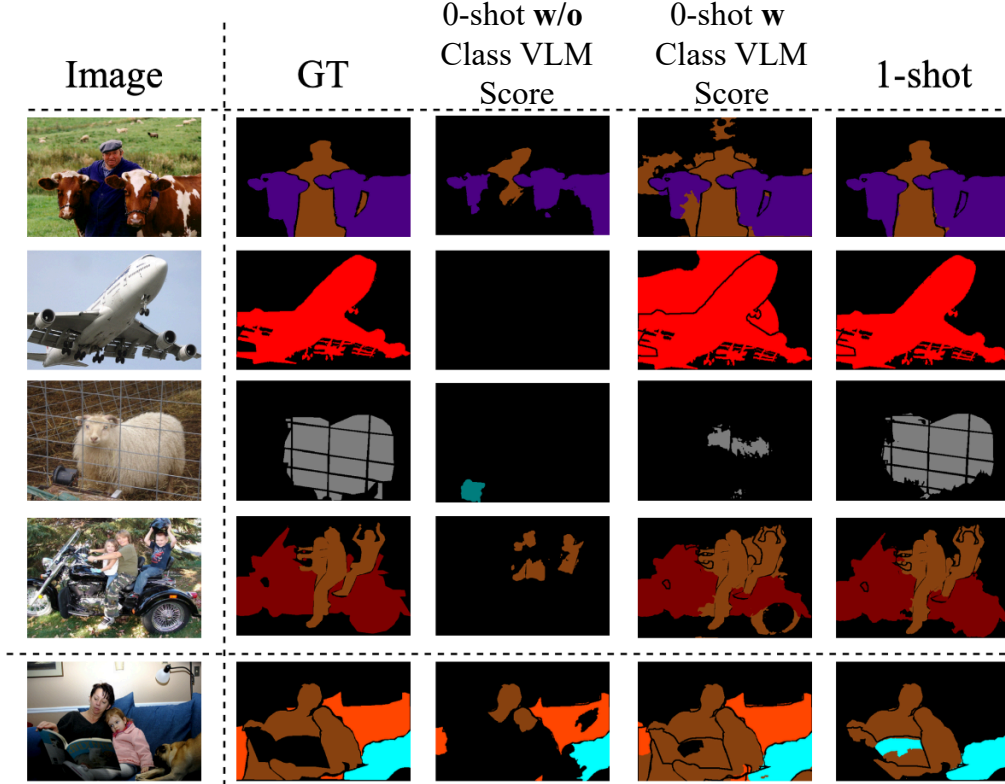 Image
GT
0-shot w/o
Class VLM
Score
0-shot w
Class VLM
Score
1-shot